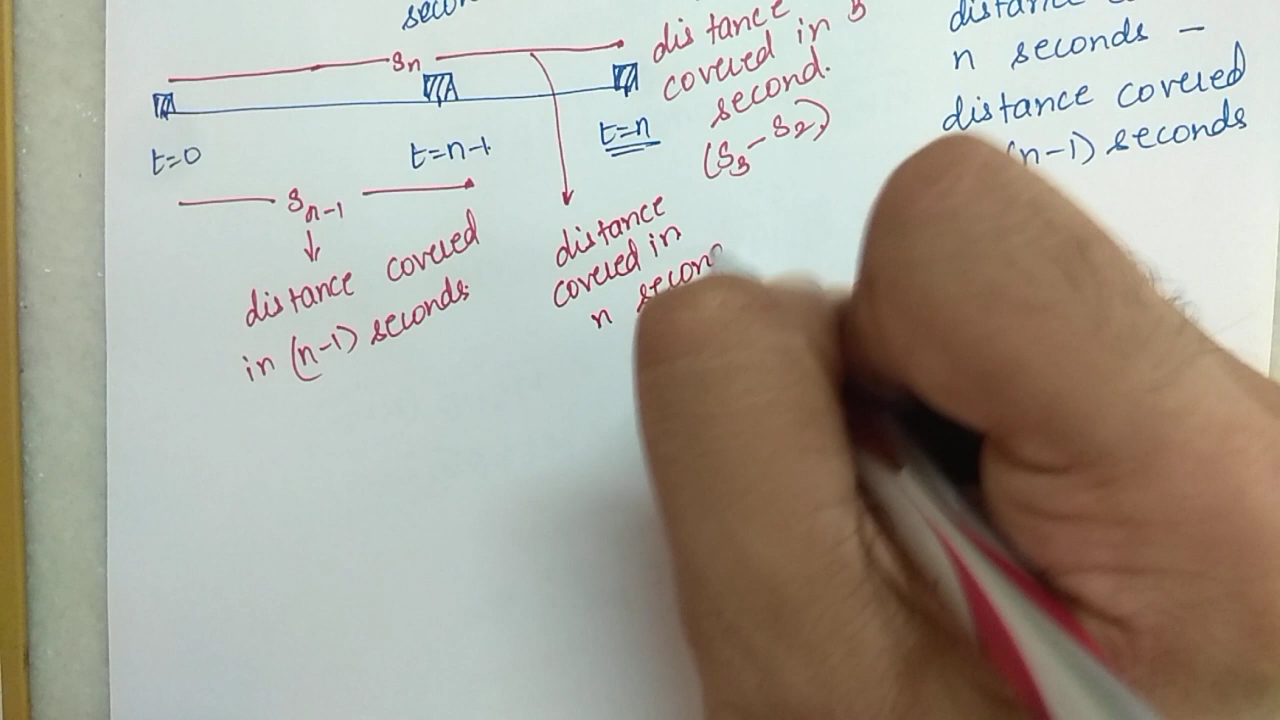 Sn
t=0
t=n-1
t=n
Sn-1
distance covered
in (n-1) seconds
distance
covered in
n
distance
covered in
second.
(S3-S2)
n seconds -
distance covered
(n-1) seconds